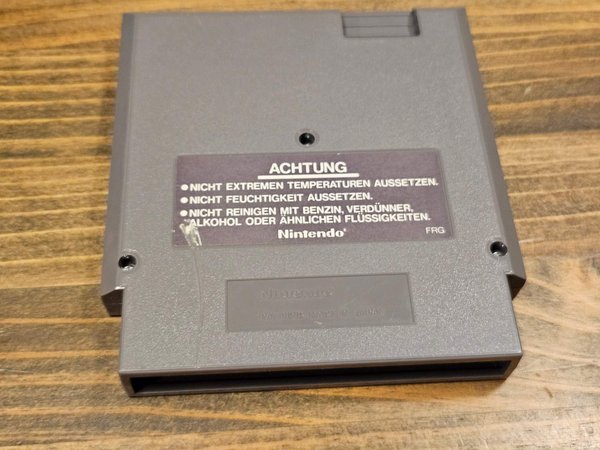 ACHTUNG
●NICHT EXTREMEN TEMPERATUREN AUSSETZEN.
●NICHT FEUCHTIGKEIT AUSSETZEN.
●NICHT REINIGEN MIT BENZIN, VERDÜNNER,
ALKOHOL ODER ÄHNLICHEN FLÜSSIGKEITEN.
Nintendo®
FRG
Nintendo